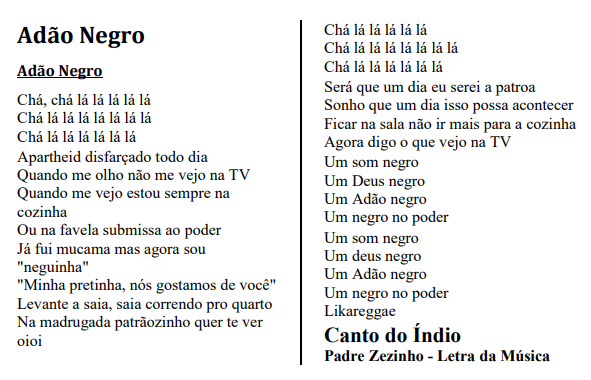 Adão Negro
Adão Negro
Chá, chá lá lá lá lá lá
Chá lá lá lá lá lá lá
Chá lá lá lá lá lá
Apartheid disfarçado todo dia
Quando me olho não me vejo na TV
Quando me vejo estou sempre na
cozinha
Ou na favela submissa ao poder
Já fui mucama mas agora sou
"neguinha"
"Minha pretinha, nós gostamos de você"
Levante a saia, saia correndo pro quarto
Na madrugada patrãozinho quer te ver
oioi
Chá lá lá lá lá lá
Chá lá lá lá lá lá lá lá
Chá lá lá lá lá lá lá
Será que um dia eu serei a patroa
Sonho que um dia isso possa acontecer
Ficar na sala não ir mais para a cozinha
Agora digo o que vejo na TV
Um som negro
Um Deus negro
Um Adão negro
Um negro no poder
Um som negro
Um deus negro
Um Adão negro
Um negro no poder
Likareggae
Canto do Índio
Padre Zezinho - Letra da Música